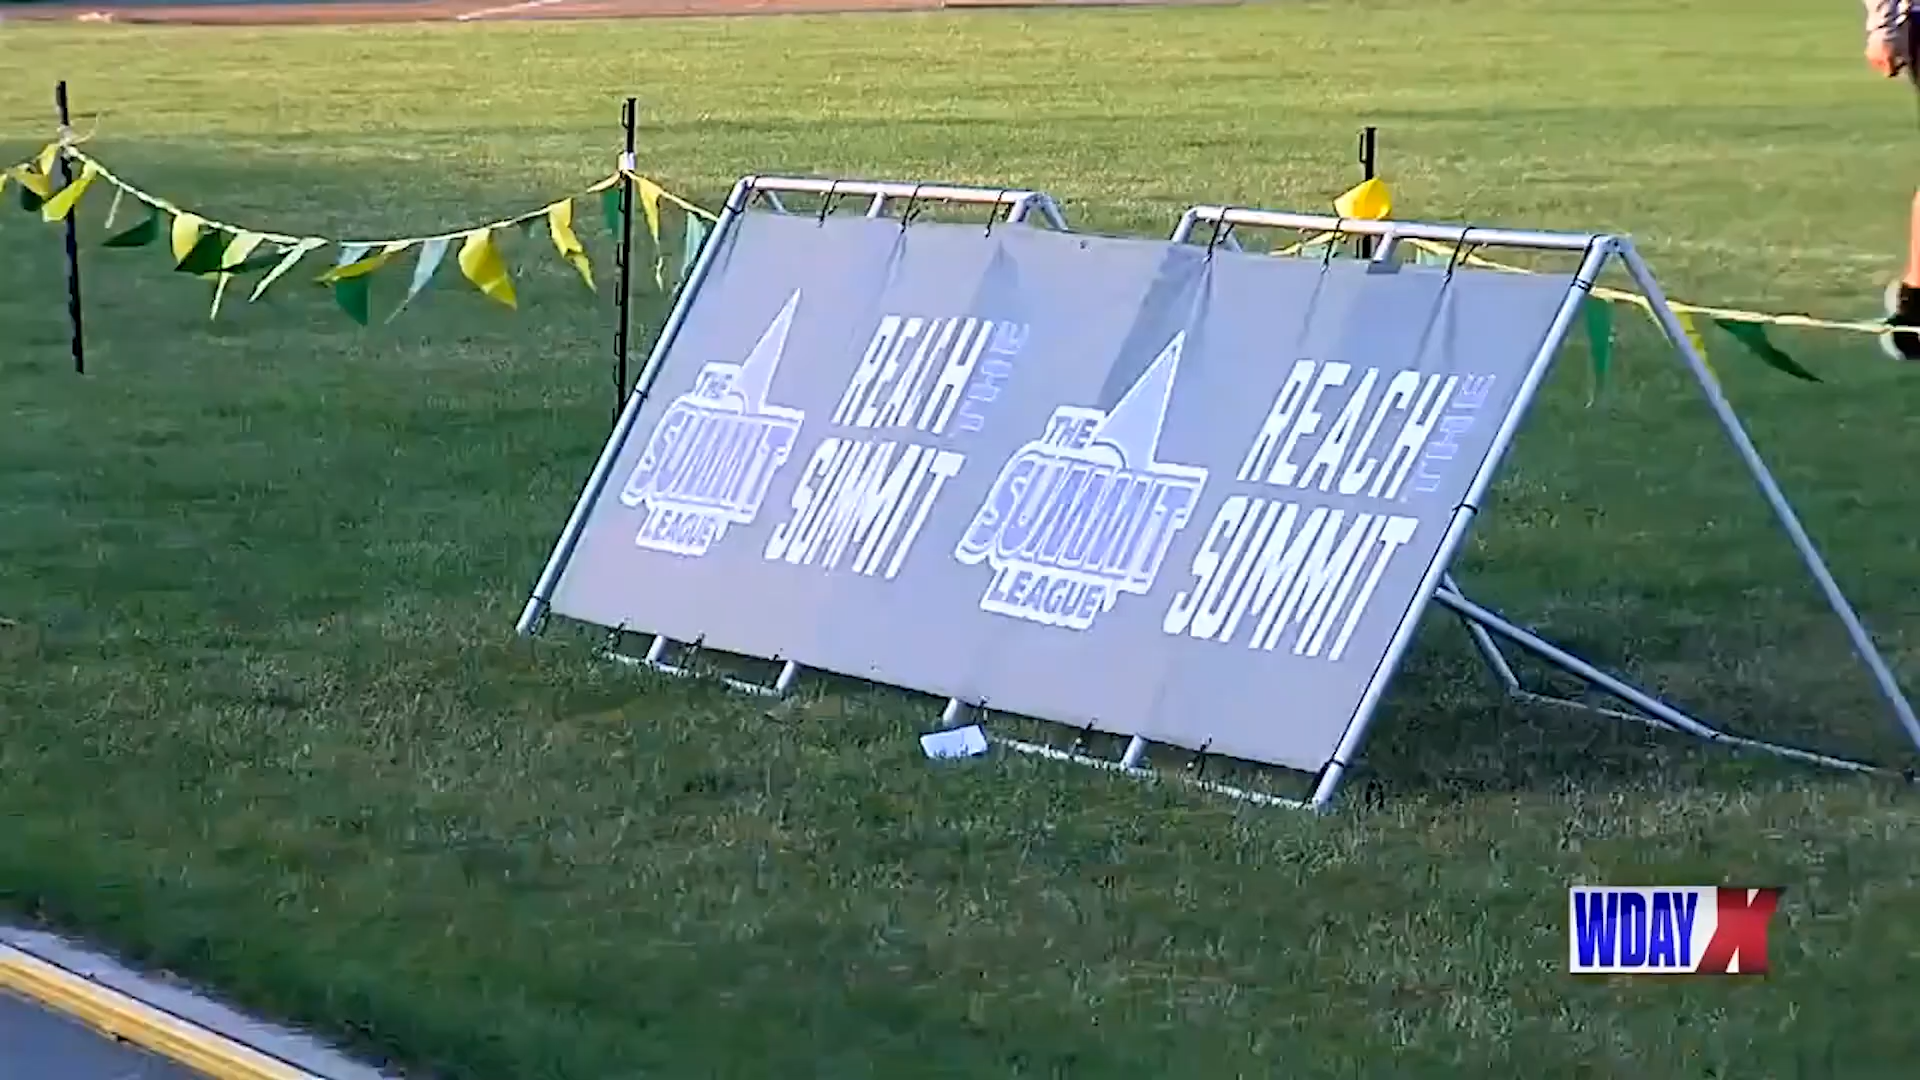 THE
SUMMIT
LEAGUE
REACH
THE
SUMMIT
THE
SUMMIT
LEAGUE
REACH
THE
SUMMIT
WDAY X